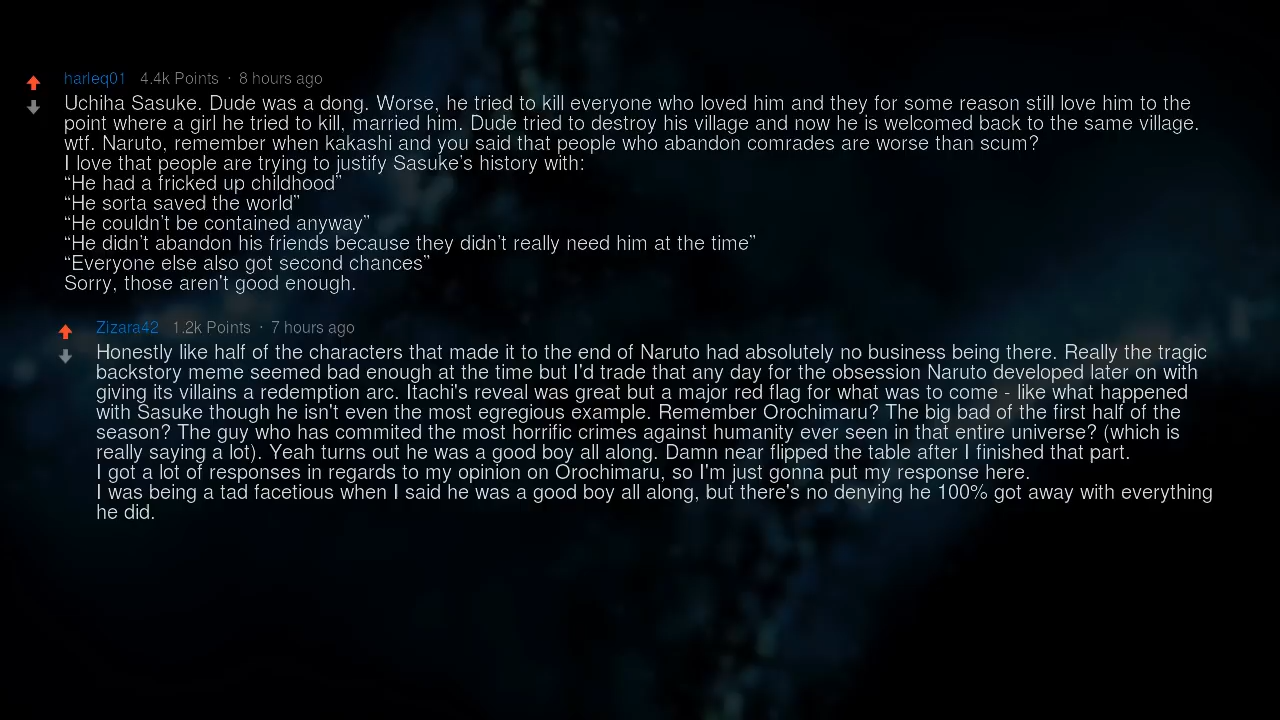 harleq01 4.4k Points · 8 hours ago
Uchiha Sasuke. Dude was a dong. Worse, he tried to kill everyone who loved him and they for some reason still love him to the
point where a girl he tried to kill, married him. Dude tried to destroy his village and now he is welcomed back to the same village.
wtf. Naruto, remember when kakashi and you said that people who abandon comrades are worse than scum?
I love that people are trying to justify Sasuke's history with:
“He had a fricked up childhood”
“He sorta saved the world”
“He couldn't be contained anyway”
“He didn't abandon his friends because they didn't really need him at the time”
“Everyone else also got second chances”
Sorry, those aren't good enough.
Zizara42 1.2k Points · 7 hours ago
Honestly like half of the characters that made it to the end of Naruto had absolutely no business being there. Really the tragic
backstory meme seemed bad enough at the time but I'd trade that any day for the obsession Naruto developed later on with
giving its villains a redemption arc. Itachi's reveal was great but a major red flag for what was to come - like what happened
with Sasuke though he isn't even the most egregious example. Remember Orochimaru? The big bad of the first half of the
season? The guy who has commited the most horrific crimes against humanity ever seen in that entire universe? (which is
really saying a lot). Yeah turns out he was a good boy all along. Damn near flipped the table after I finished that part.
I got a lot of responses in regards to my opinion on Orochimaru, so I'm just gonna put my response here.
I was being a tad facetious when I said he was a good boy all along, but there's no denying he 100% got away with everything
he did.